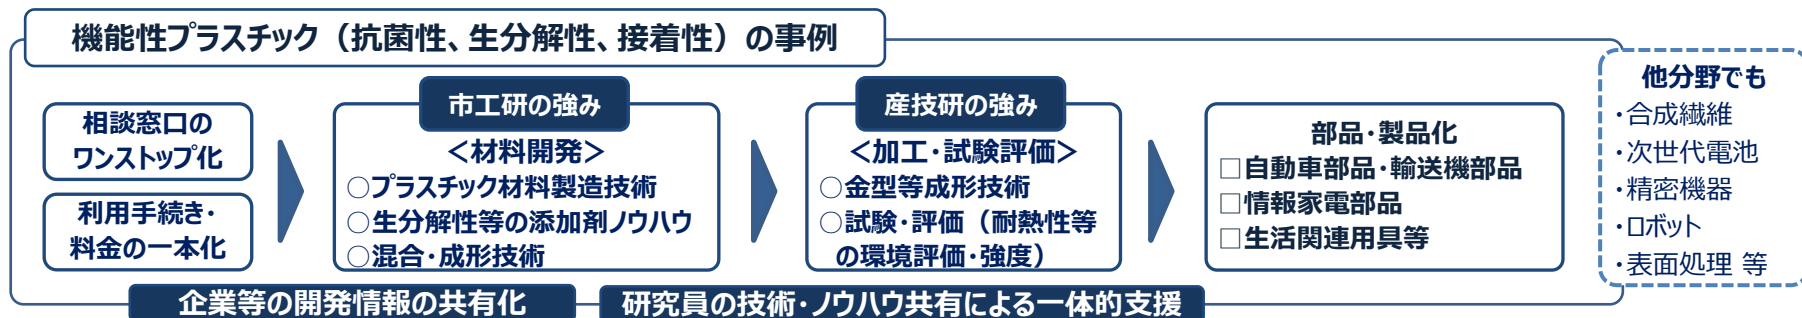 機能性プラスチック（抗菌性、生分解性、接着性）の事例
相談窓口の
ワンストップ化
利用手続き・
料金の一本化
市工研の強み
＜材料開発＞
○プラスチック材料製造技術
○生分解性等の添加剤ノウハウ
○混合・成形技術
産技研の強み
＜加工・試験評価＞
○金型等成形技術
○試験・評価（耐熱性等
の環境評価・強度）
部品・製品化
□自動車部品・輸送機部品
□情報家電部品
□生活関連用具等
他分野でも
・合成繊維
・次世代電池
・精密機器
・ロボット
・表面処理 等
企業等の開発情報の共有化
研究員の技術・ノウハウ共有による一体的支援